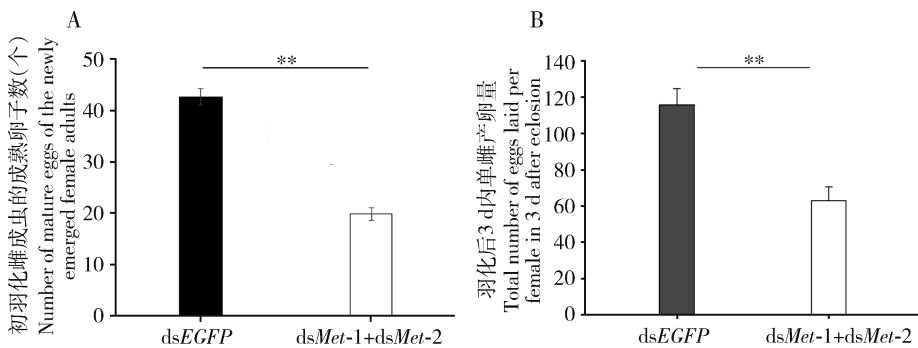 A
初羽化雌成虫的成熟卵子数(个)
Number of mature eggs of the newly
emerged female adults
50
40
30
20
10
0
**
dsEGFP
dsMet-1+dsMet-2
B
羽化后3 d内单雌产卵量
Total number of eggs laid per
female in 3 d after eclosion
140
120
100
80
60
40
20
0
**
dsEGFP
dsMet-1+dsMet-2